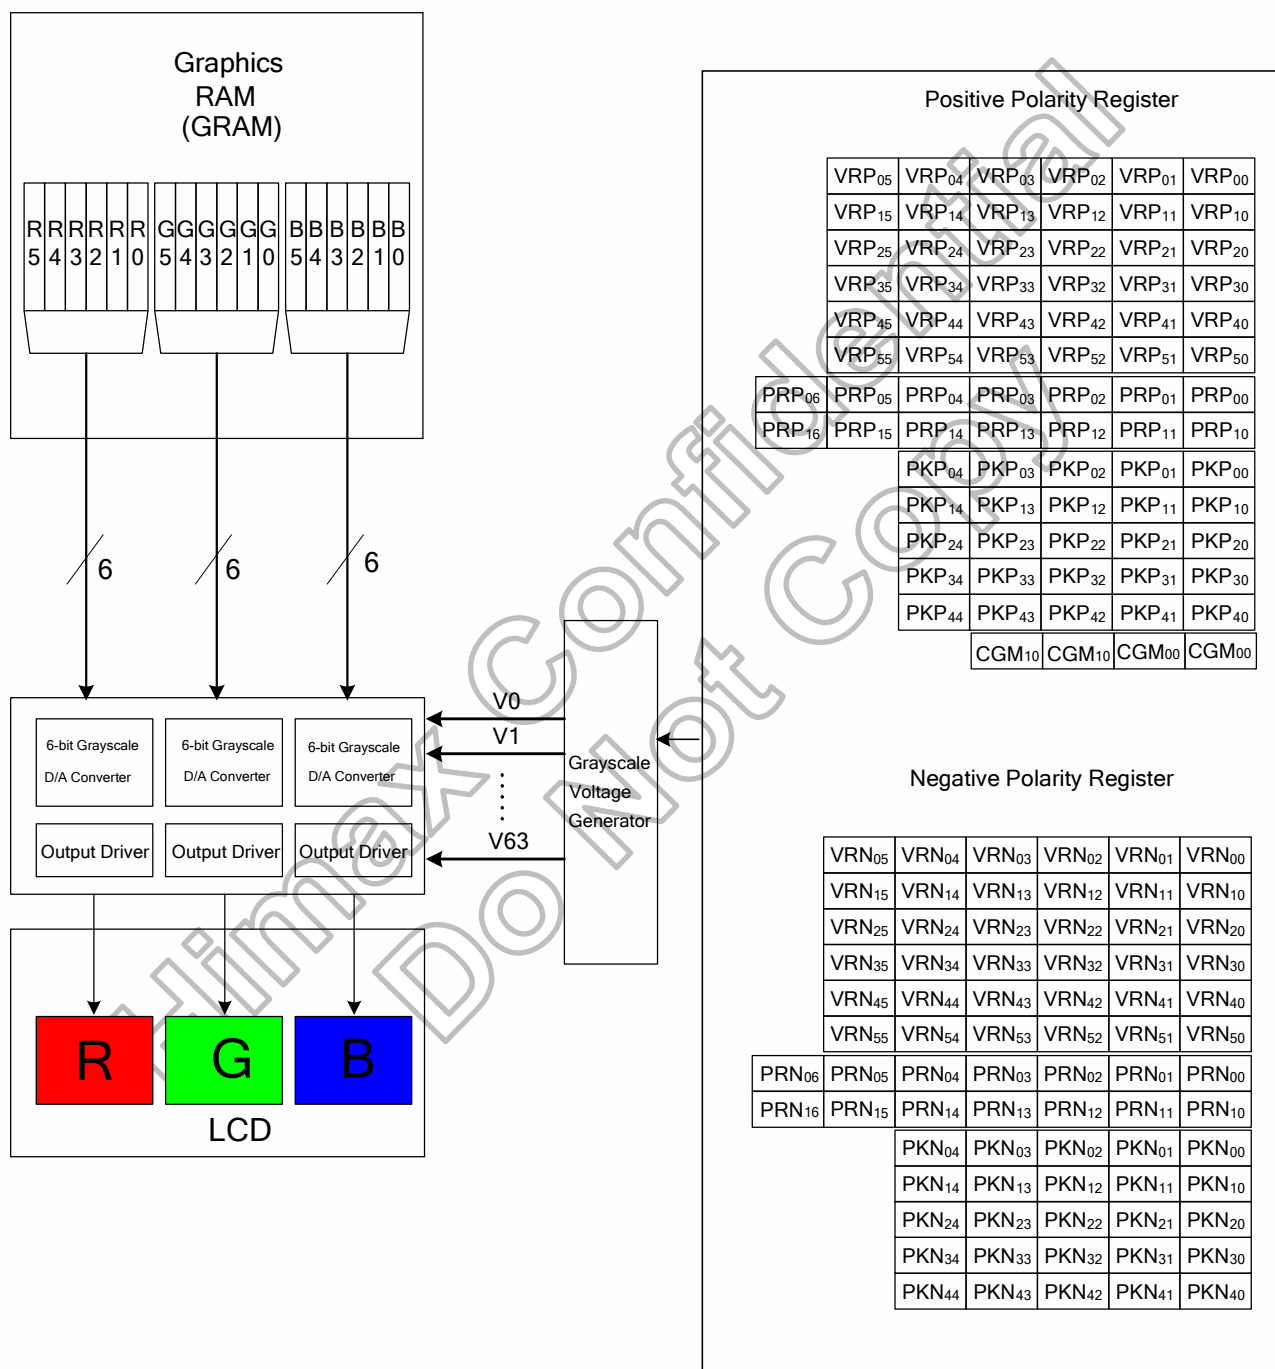 Graphics
RAM
(GRAM)
R5 R4 R3 R2 R1 R0 G5 G4 G3 G2 G1 G0 B5 B4 B3 B2 B1 B0
6 6 6
6-bit Grayscale D/A Converter
6-bit Grayscale D/A Converter
6-bit Grayscale D/A Converter
Output Driver Output Driver Output Driver
V0
V1
V63
Grayscale
Voltage
Generator
R G B
LCD
Positive Polarity Register
VRP05 VRP04 VRP03 VRP02 VRP01 VRP00
VRP15 VRP14 VRP13 VRP12 VRP11 VRP10
VRP25 VRP24 VRP23 VRP22 VRP21 VRP20
VRP35 VRP34 VRP33 VRP32 VRP31 VRP30
VRP45 VRP44 VRP43 VRP42 VRP41 VRP40
VRP55 VRP54 VRP53 VRP52 VRP51 VRP50
PRP06 PRP05 PRP04 PRP03 PRP02 PRP01 PRP00
PRP16 PRP15 PRP14 PRP13 PRP12 PRP11 PRP10
PKP04 PKP03 PKP02 PKP01 PKP00
PKP14 PKP13 PKP12 PKP11 PKP10
PKP24 PKP23 PKP22 PKP21 PKP20
PKP34 PKP33 PKP32 PKP31 PKP30
PKP44 PKP43 PKP42 PKP41 PKP40
CGM10 CGM10 CGM00 CGM00
Negative Polarity Register
VRN05 VRN04 VRN03 VRN02 VRN01 VRN00
VRN15 VRN14 VRN13 VRN12 VRN11 VRN10
VRN25 VRN24 VRN23 VRN22 VRN21 VRN20
VRN35 VRN34 VRN33 VRN32 VRN31 VRN30
VRN45 VRN44 VRN43 VRN42 VRN41 VRN40
VRN55 VRN54 VRN53 VRN52 VRN51 VRN50
PRN06 PRN05 PRN04 PRN03 PRN02 PRN01 PRN00
PRN16 PRN15 PRN14 PRN13 PRN12 PRN11 PRN10
PKN04 PKN03 PKN02 PKN01 PKN00
PKN14 PKN13 PKN12 PKN11 PKN10
PKN24 PKN23 PKN22 PKN21 PKN20
PKN34 PKN33 PKN32 PKN31 PKN30
PKN44 PKN43 PKN42 PKN41 PKN40
Himax Confidential
Do Not Copy